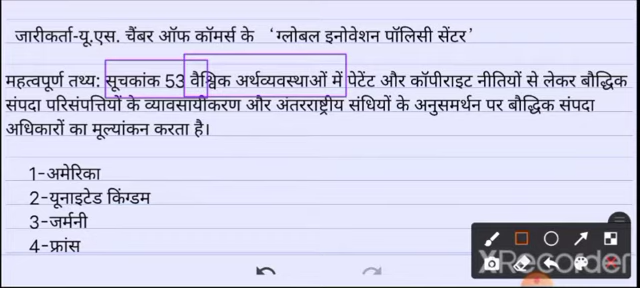 जारीकर्ता-यू.एस. चैंबर ऑफ कॉमर्स के ‘ग्लोबल इनोवेशन पॉलिसी सेंटर’
महत्वपूर्ण तथ्य: सूचकांक 53 वैश्विक अर्थव्यवस्थाओं में पेटेंट और कॉपीराइट नीतियों से लेकर बौद्धिक
संपदा परिसंपत्तियों के व्यावसायीकरण और अंतरराष्ट्रीय संधियों के अनुसमर्थन पर बौद्धिक संपदा
अधिकारों का मूल्यांकन करता है।
1-अमेरिका
2-यूनाइटेड किंग्डम
3-जर्मनी
4-फ्रांस
XRecorder